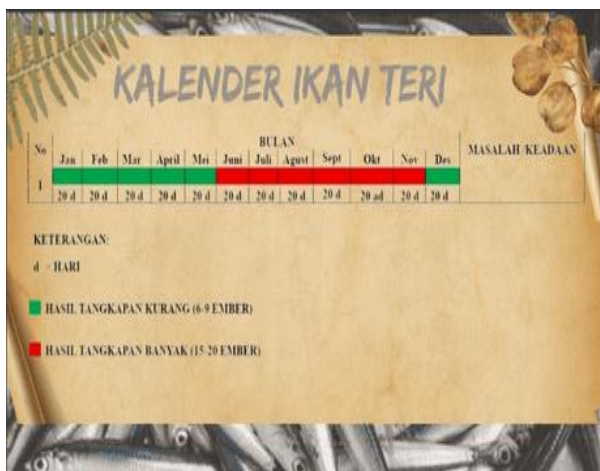 KALENDER IKAN TERI
No BULAN MASALAH/KEADAAN
Jan Feb Mar April Mei Juni Juli Agust Sept Okt Nov Des
1
20 d 20 d 20 d 20 d 20 d 20 d 20 d 20 d 20 d 20 ad 20 d 20 d
KETERANGAN:
d = HARI
HASIL TANGKAPAN KURANG (6-9 EMBER)
HASIL TANGKAPAN BANYAK (15-20 EMBER)